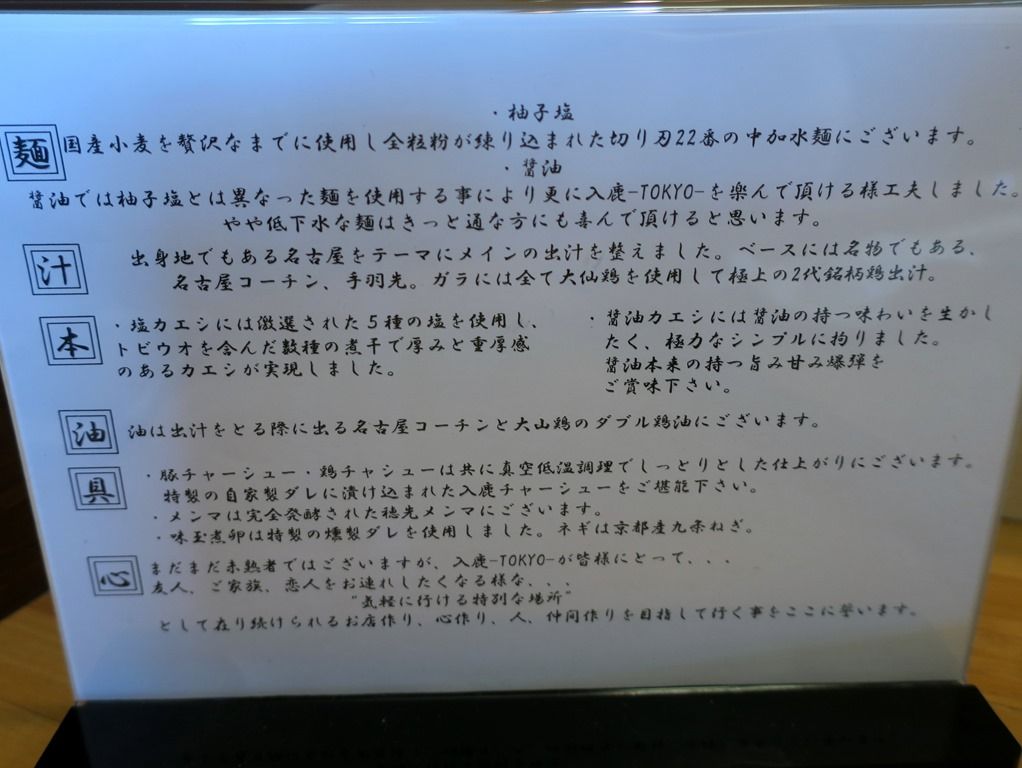 ・柚子塩
麺 国産小麦を贅沢なまでに使用し全粒粉が練り込まれた切り刃22番の中加水麺にございます。
・醤油
醤油では柚子塩とは異なった麺を使用する事により更に入鹿-TOKYO-を楽んで頂ける様工夫しました。
やや低下水な麺はきっと通な方にも喜んで頂けると思います。
汁 出身地でもある名古屋をテーマにメインの出汁を整えました。ベースには名物でもある、
名古屋コーチン、手羽先。ガラには全て大仙鶏を使用して極上の2代銘柄鶏出汁。
本
・塩カエシには厳選された5種の塩を使用し、
トビウオを含んだ数種の煮干で厚みと重厚感
のあるカエシが実現しました。
・醤油カエシには醤油の持つ味わいを生かし
たく、極力なシンプルに拘りました。
醤油本来の持つ旨み甘み爆弾を
ご賞味下さい。
油 油は出汁をとる際に出る名古屋コーチンと大山鶏のダブル鶏油にございます。
具 ・豚チャーシュー・鶏チャシューは共に真空低温調理でしっとりとした仕上がりにございます。
特製の自家製ダレに漬け込まれた入鹿チャーシューをご堪能下さい。
・メンマは完全発酵された穂先メンマにございます。
・味玉煮卵は特製の燻製ダレを使用しました。ネギは京都産九条ねぎ。
心 まだまだ未熟者ではございますが、入鹿-TOKYO-が皆様にとって、...
友人、ご家族、恋人をお連れしたくなる様な、...
"気軽に行ける特別な場所"
として在り続けられるお店作り、心作り、人、仲間作りを目指して行く事をここに誓います。